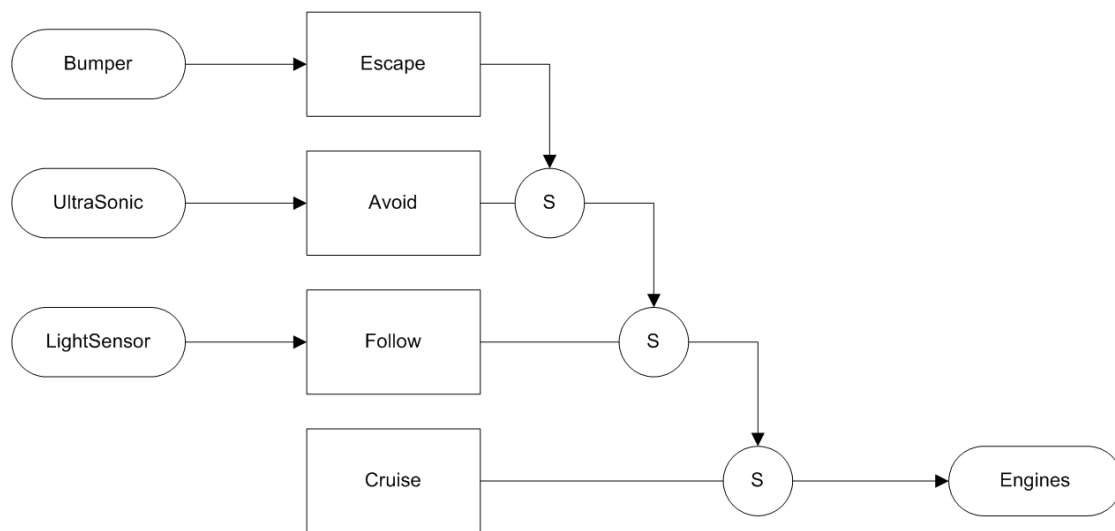 Bumper
Escape
UltraSonic
Avoid
S
LightSensor
Follow
S
Cruise
S
Engines